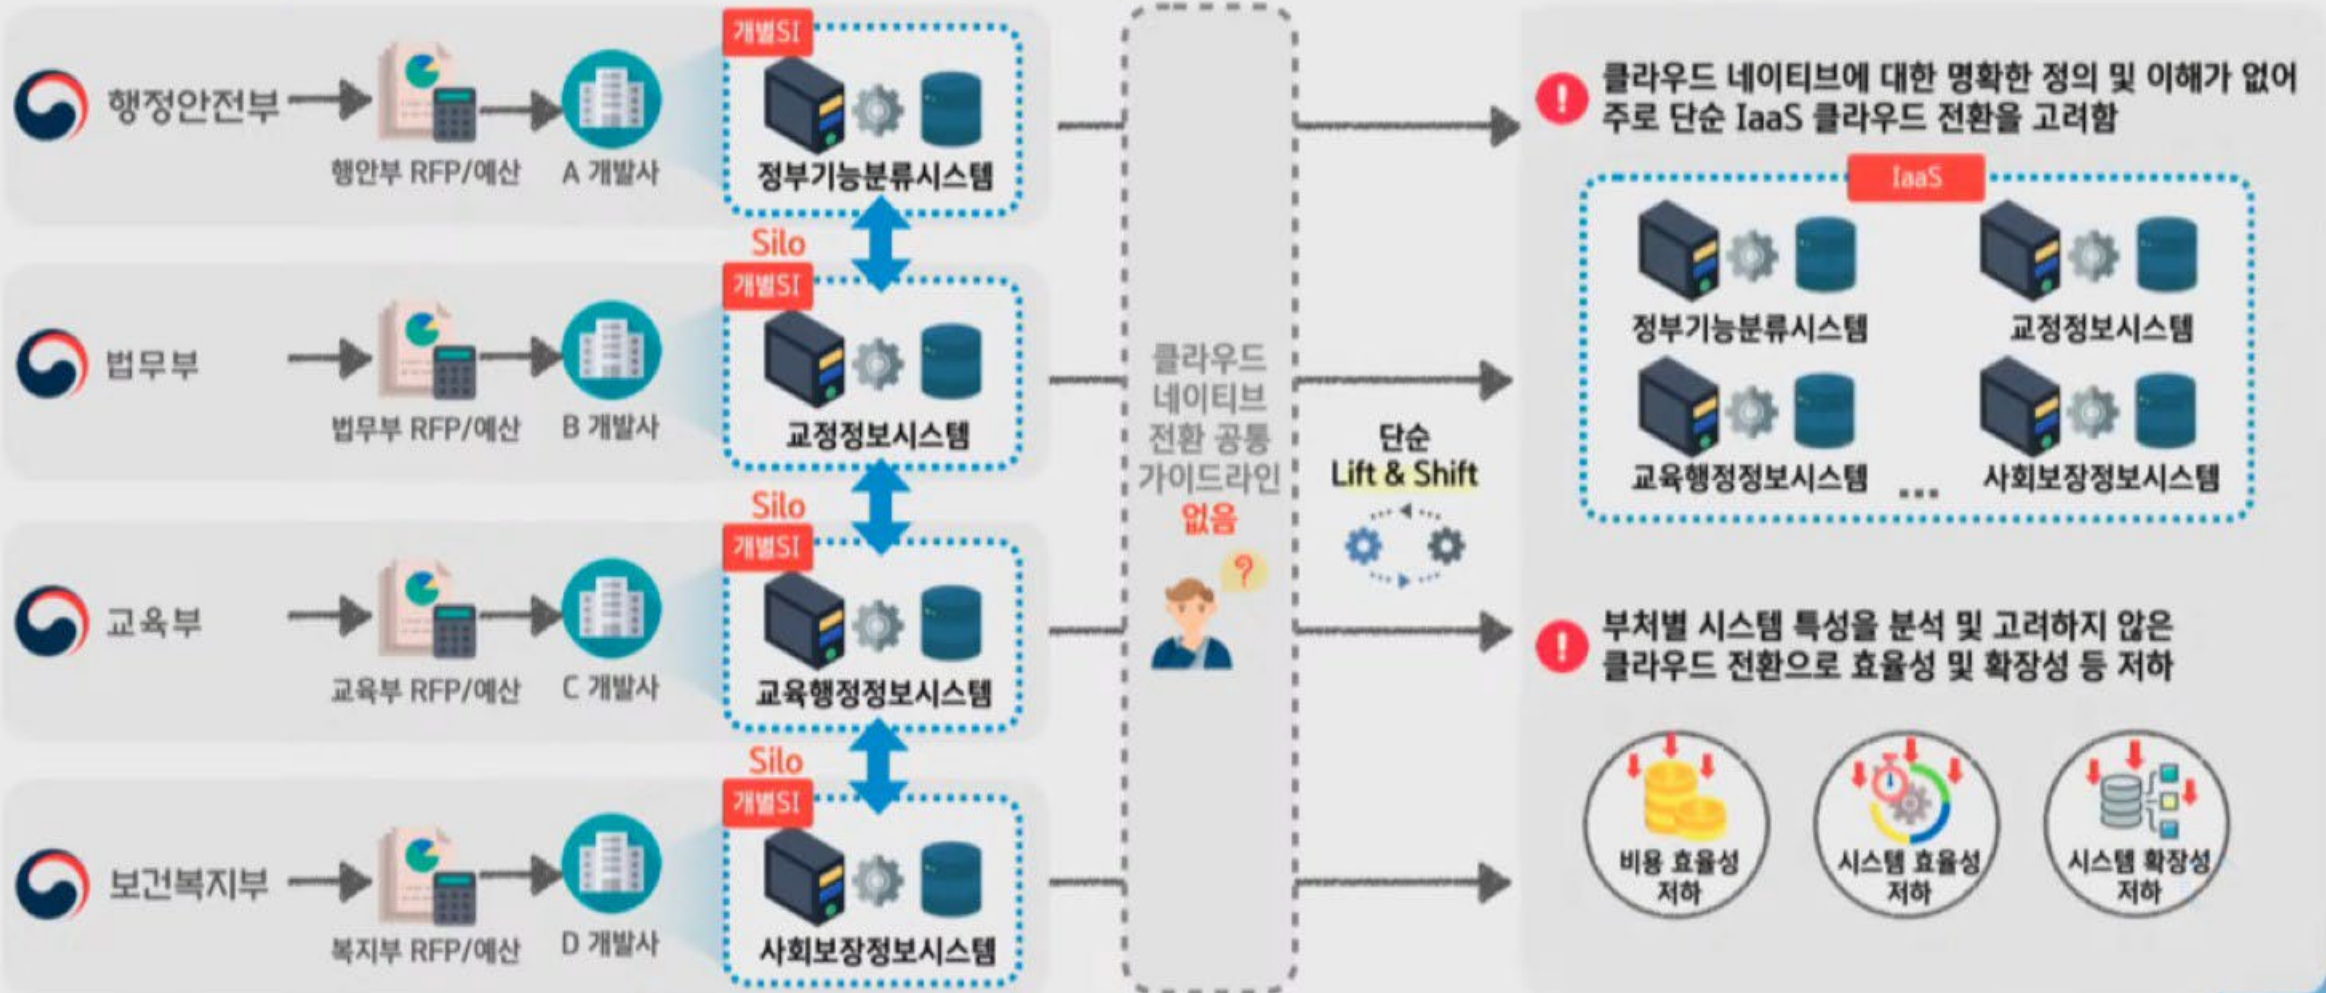 행정안전부
행안부 RFP/예산
A 개발사
개별SI
정부기능분류시스템
Silo
법무부
법무부 RFP/예산
B 개발사
개별SI
교정정보시스템
Silo
교육부
교육부 RFP/예산
C 개발사
개별SI
교육행정정보시스템
Silo
보건복지부
복지부 RFP/예산
D 개발사
개별SI
사회보장정보시스템
클라우드
네이티브
전환 공통
가이드라인
없음
?
단순
Lift & Shift
! 클라우드 네이티브에 대한 명확한 정의 및 이해가 없어
주로 단순 IaaS 클라우드 전환을 고려함
IaaS
정부기능분류시스템
교정정보시스템
교육행정정보시스템
...
사회보장정보시스템
! 부처별 시스템 특성을 분석 및 고려하지 않은
클라우드 전환으로 효율성 및 확장성 등 저하
비용 효율성
저하
시스템 효율성
저하
시스템 확장성
저하